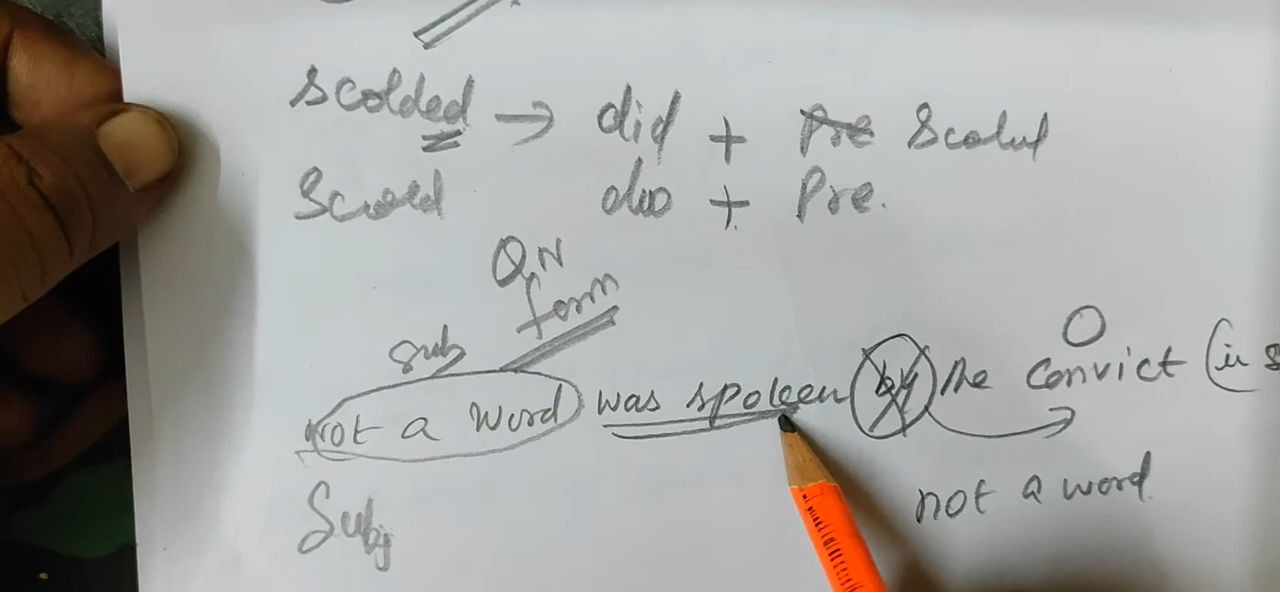 scolded → did + Pre Scold
Scold do + Pre.
O,N
form
sub O
not a word was spoken by the convict (in s
not a word
Subj